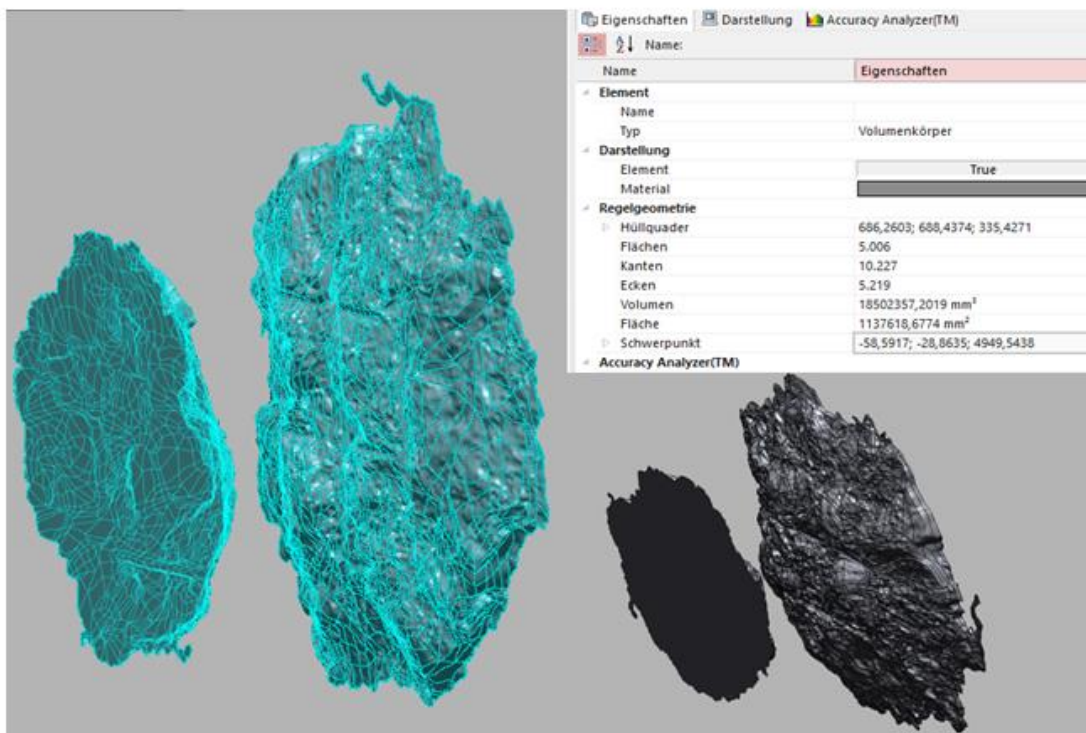 Eigenschaften Darstellung Accuracy Analyzer(TM)
Name:
Name Eigenschaften
Element
Name
Typ Volumenkörper
Darstellung
Element True
Material
Regelgeometrie
Hüllquader 686,2603; 688,4374; 335,4271
Flächen 5.006
Kanten 10.227
Ecken 5.219
Volumen 18502357,2019 mm³
Fläche 1137618,6774 mm²
Schwerpunkt -58,5917; -28,8635; 4949,5438
Accuracy Analyzer(TM)